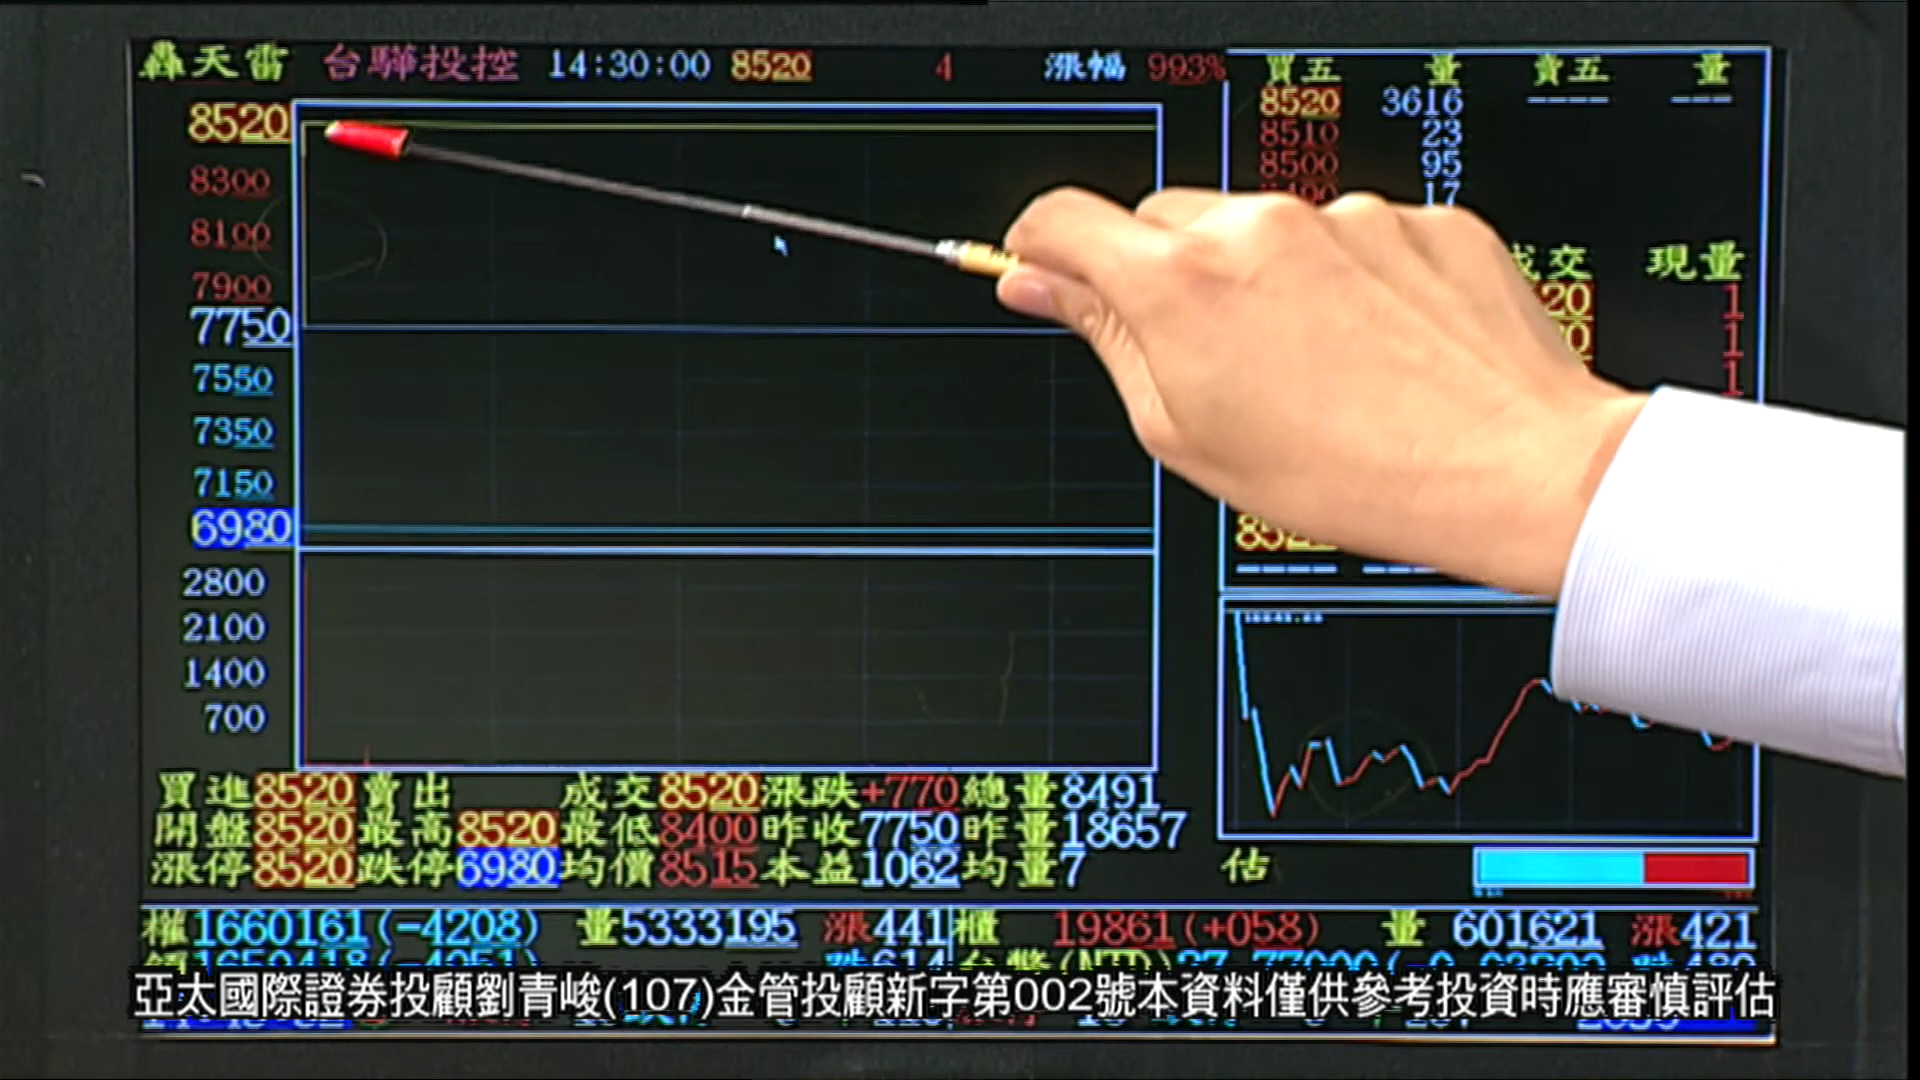 轟天雷 台驊投控 14:30:00 8520 4 漲幅 993%
買五 量 賣五 量
8520 3616 ---- ---
8510 23
8500 95
17
成交 現量
20 1
1
1
8520
8300
8100
7900
7750
7550
7350
7150
6980
2800
2100
1400
700
買進8520賣出 成交8520漲跌+770總量8491
開盤8520最高8520最低8400昨收7750昨量18657
漲停8520跌停6980均價8515本益1062均量7
估
權1660161(-4208) 量5333195 漲441
櫃 19861(+058) 量 601621 漲421
亞太國際證券投顧劉青峻(107)金管投顧新字第002號本資料僅供參考投資時應審慎評估